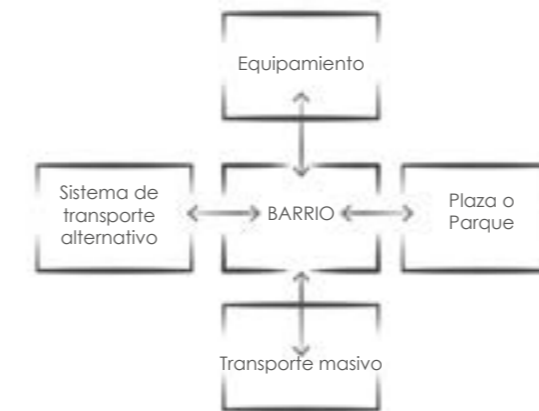 Equipamiento
Sistema de
transporte
alternativo
BARRIO
Plaza o
Parque
Transporte masivo